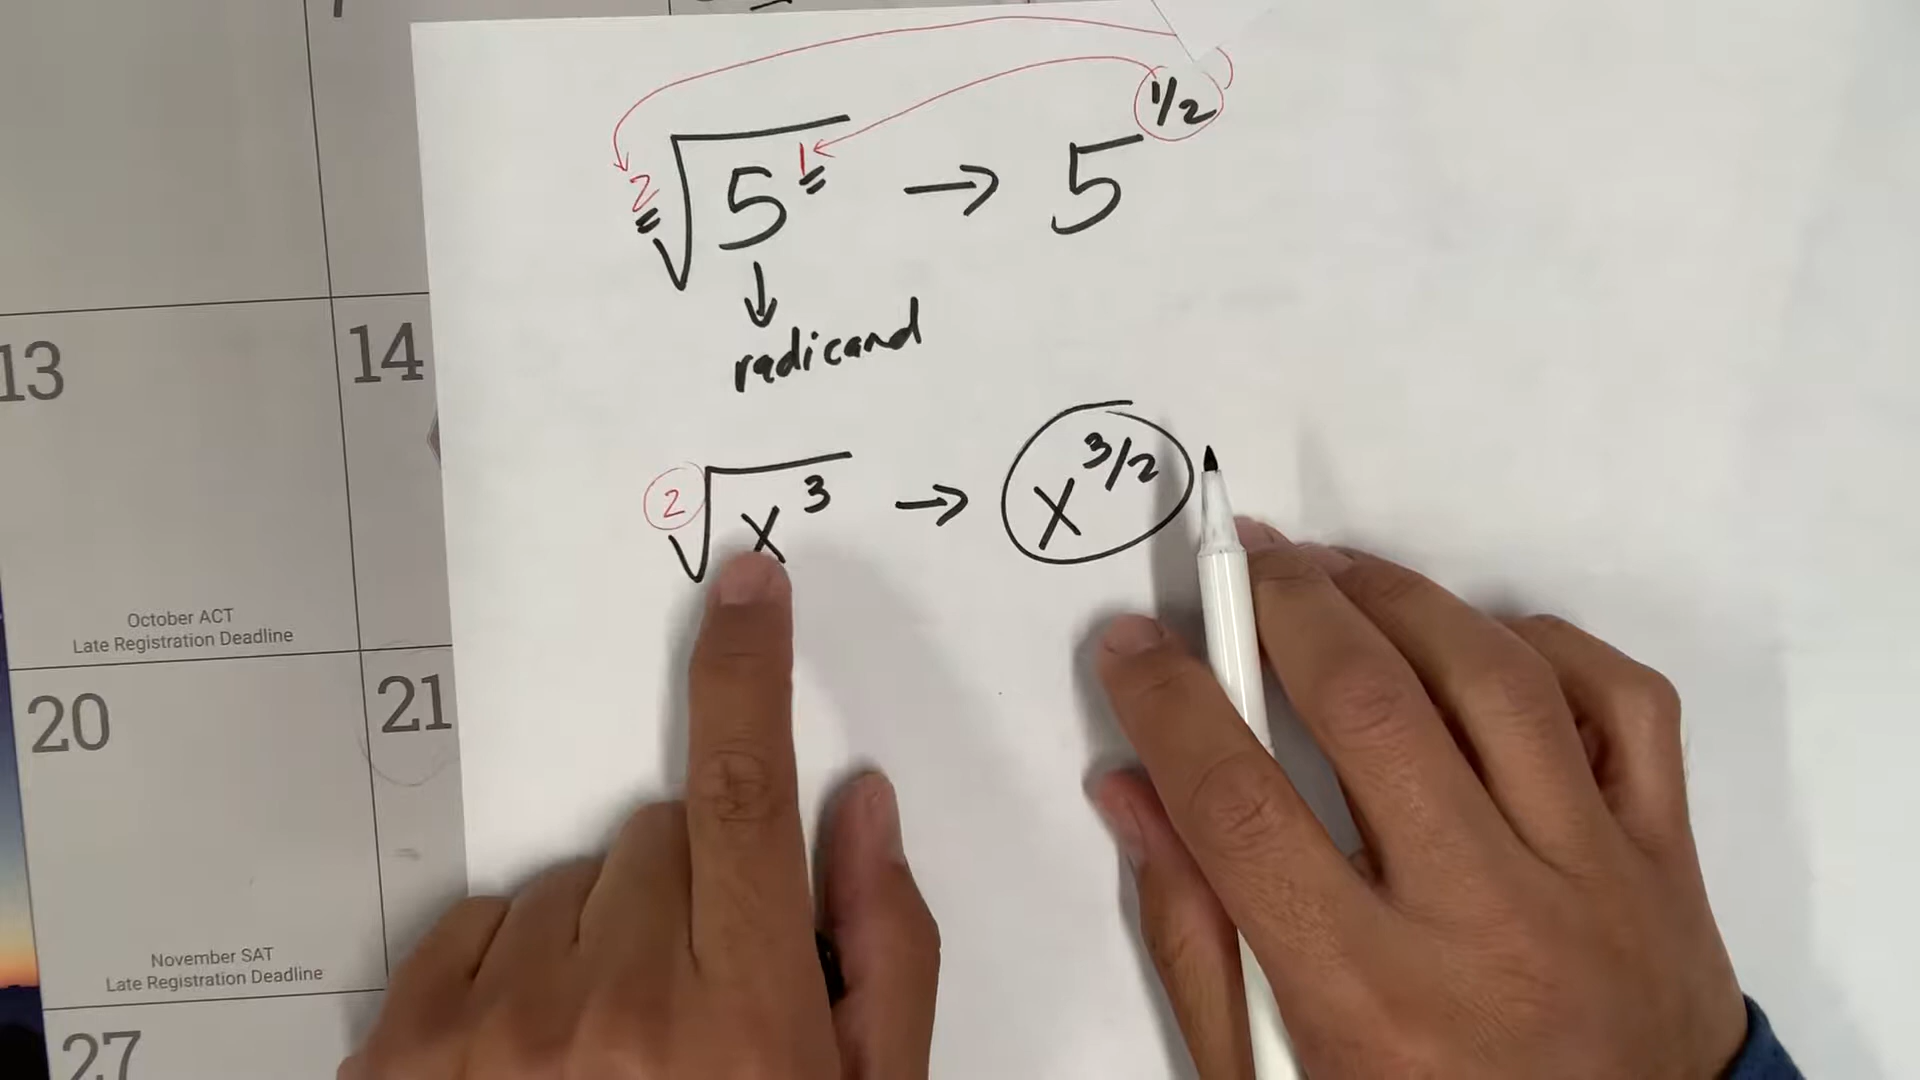 ²√5¹ → 5^1/2
radicand
²√x³ → x^3/2
13
14
October ACT
Late Registration Deadline
20
21
November SAT
Late Registration Deadline
27